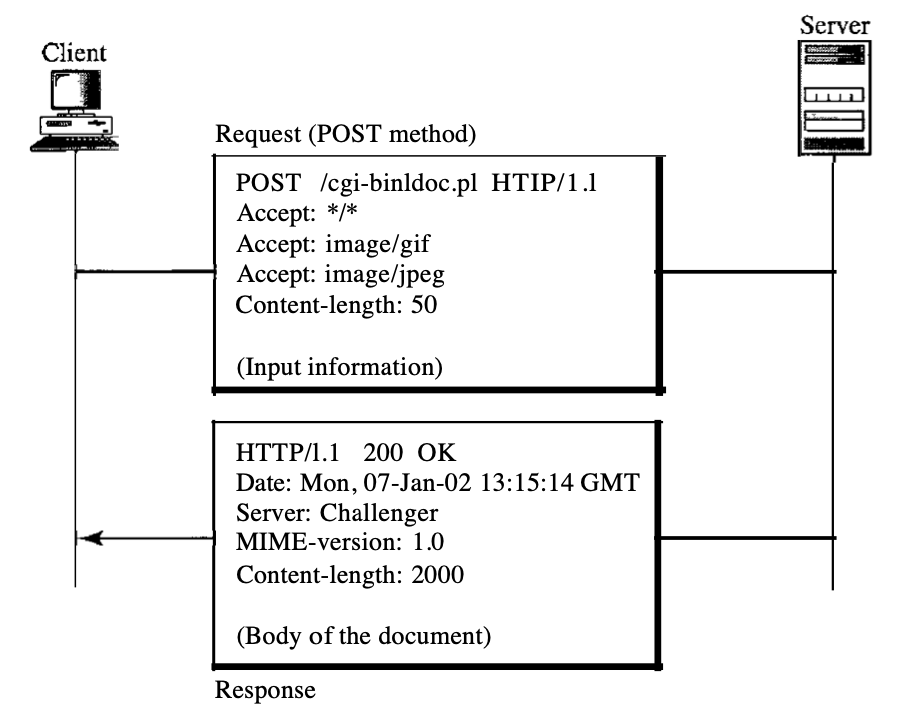 Client
Server
Request (POST method)
POST /cgi-binldoc.pl HTIP/1.l
Accept: */*
Accept: image/gif
Accept: image/jpeg
Content-length: 50
(Input information)
HTTP/l.1 200 OK
Date: Mon, 07-Jan-02 13:15:14 GMT
Server: Challenger
MIME-version: 1.0
Content-length: 2000
(Body of the document)
Response